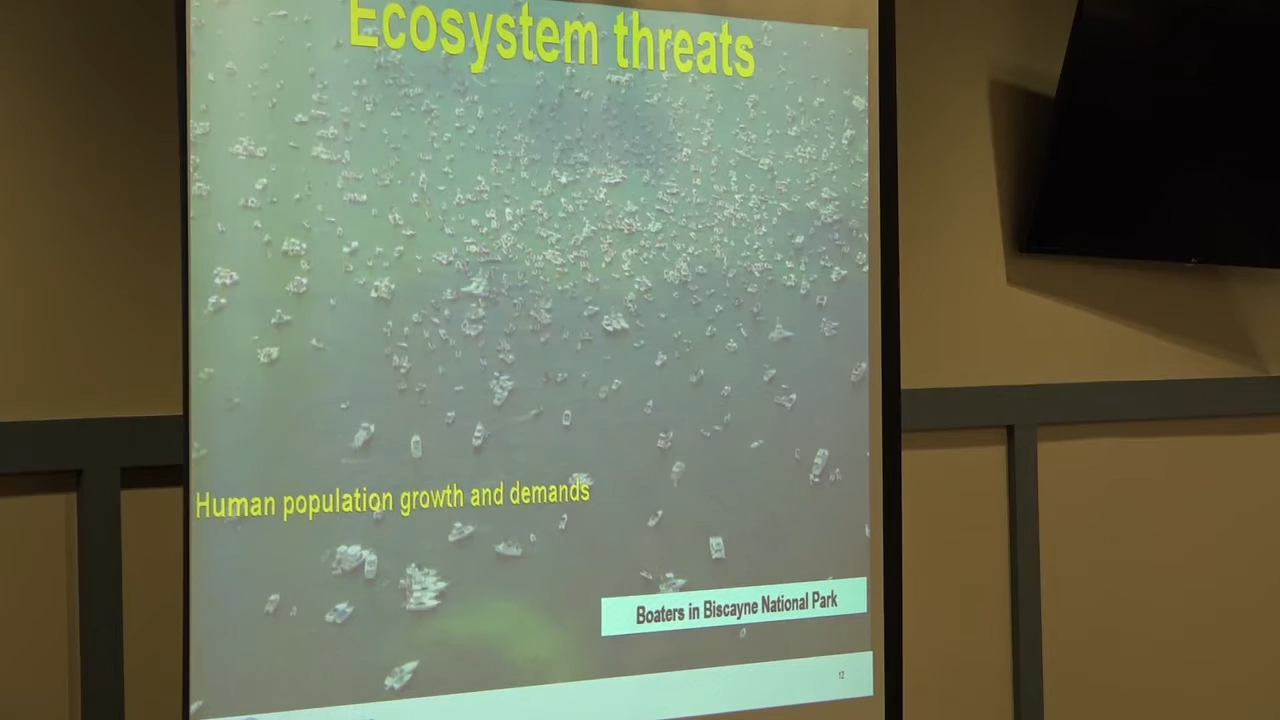 Ecosystem threats
Human population growth and demands
Boaters in Biscayne National Park
12